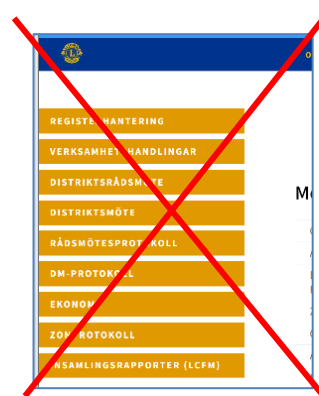 REGISTERHANTERING
VERKSAMHETSHANDLINGAR
DISTRIKTSRÅDSMÖTE
DISTRIKTSMÖTE
RÅDSMÖTESPROTOKOLL
DM-PROTOKOLL
EKONOMI
ZONPROTOKOLL
INSAMLINGSRAPPORTER (LCFM)